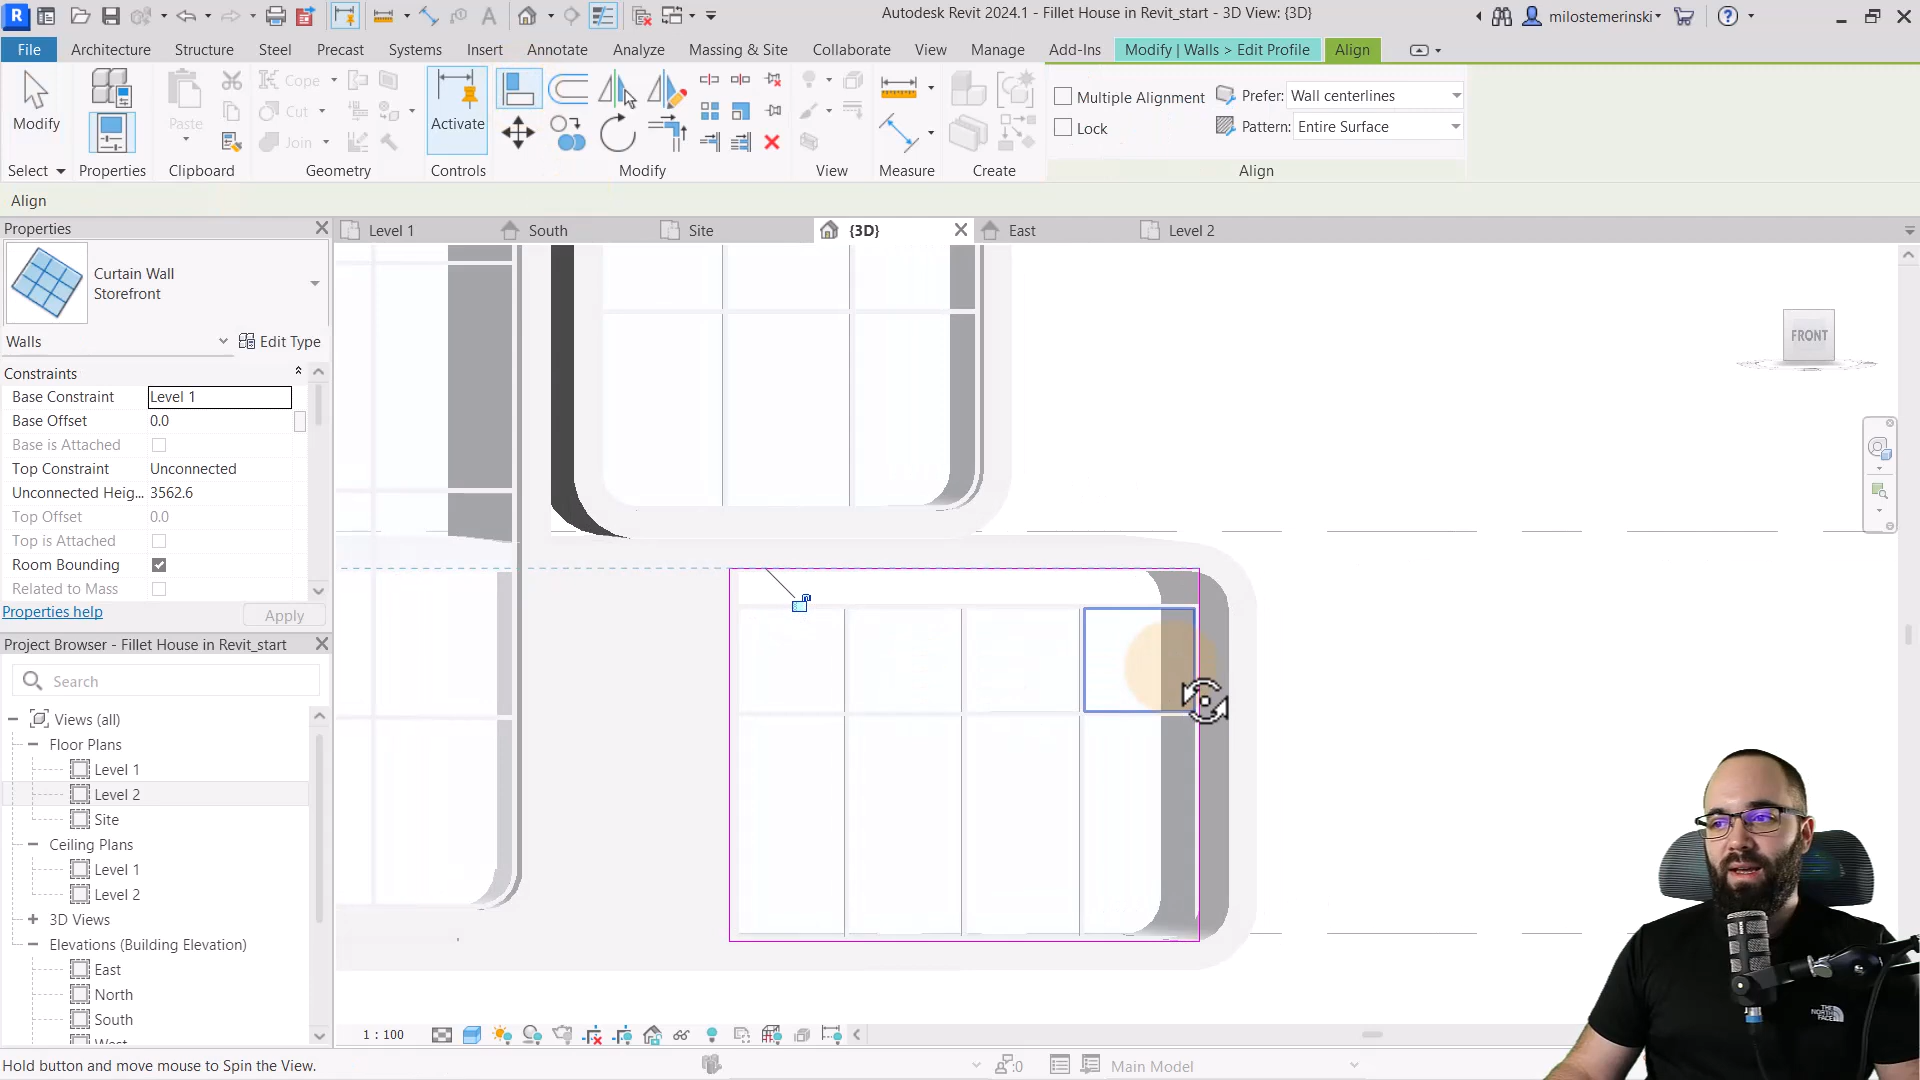 Autodesk Revit 2024.1 - Fillet House in Revit_start - 3D View: {3D}
milostemerinski
File
Architecture
Structure
Steel
Precast
Systems
Insert
Annotate
Analyze
Massing & Site
Collaborate
View
Manage
Add-Ins
Modify | Walls > Edit Profile
Align
Modify
Paste
Cope
Cut
Join
Activate
Multiple Alignment
Prefer: Wall centerlines
Lock
Pattern: Entire Surface
Select
Properties
Clipboard
Geometry
Controls
Modify
View
Measure
Create
Align
Align
Properties
Level 1
South
Site
{3D}
East
Level 2
Curtain Wall
Storefront
Walls
Edit Type
Constraints
Base Constraint Level 1
Base Offset 0.0
Base is Attached
Top Constraint Unconnected
Unconnected Heig... 3562.6
Top Offset 0.0
Top is Attached
Room Bounding
Related to Mass
Properties help
Apply
Project Browser - Fillet House in Revit_start
Search
Views (all)
Floor Plans
Level 1
Level 2
Site
Ceiling Plans
Level 1
Level 2
3D Views
Elevations (Building Elevation)
East
North
South
FRONT
1 : 100
Hold button and move mouse to Spin the View.
:0
Main Model
THE
NORTH
FACE